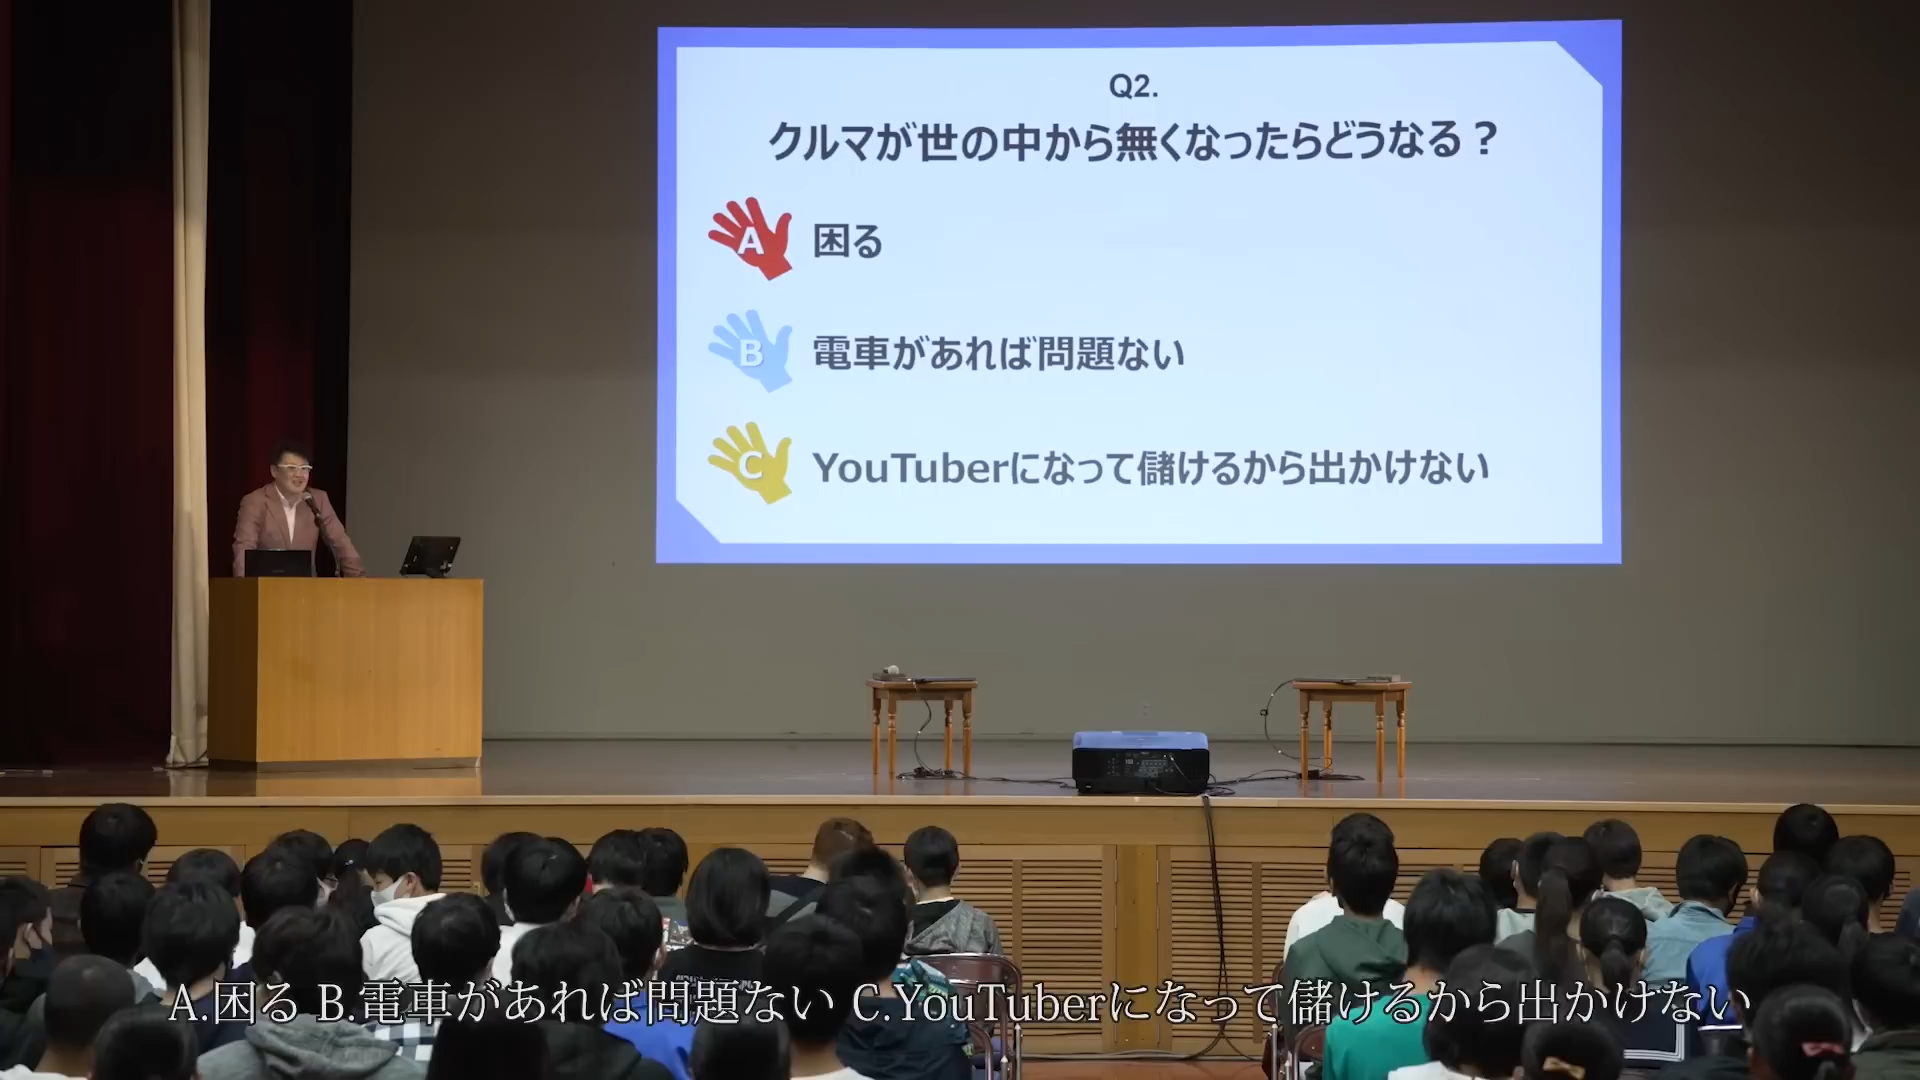 Q2.
クルマが世の中から無くなったらどうなる？
A 困る
B 電車があれば問題ない
C YouTuberになって儲けるから出かけない
A.困る B.電車があれば問題ない C.YouTuberになって儲けるから出かけない